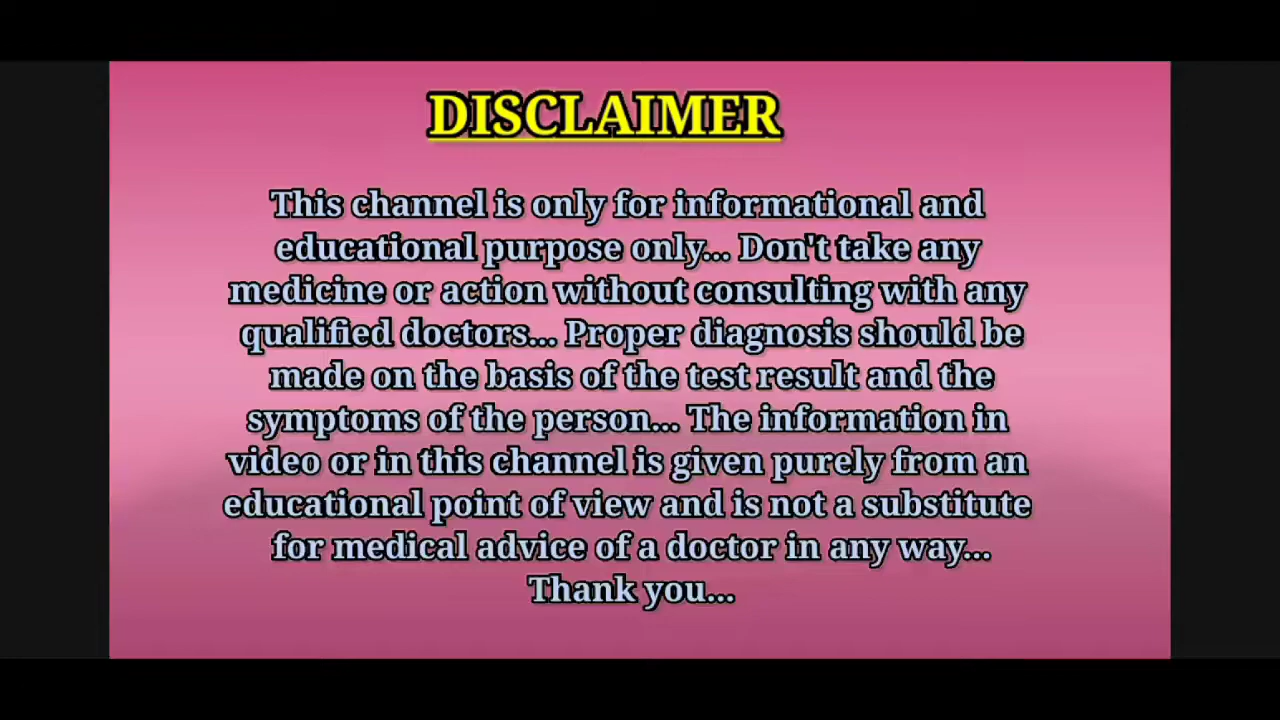 DISCLAIMER
This channel is only for informational and
educational purpose only... Don't take any
medicine or action without consulting with any
qualified doctors... Proper diagnosis should be
made on the basis of the test result and the
symptoms of the person... The information in
video or in this channel is given purely from an
educational point of view and is not a substitute
for medical advice of a doctor in any way...
Thank you...